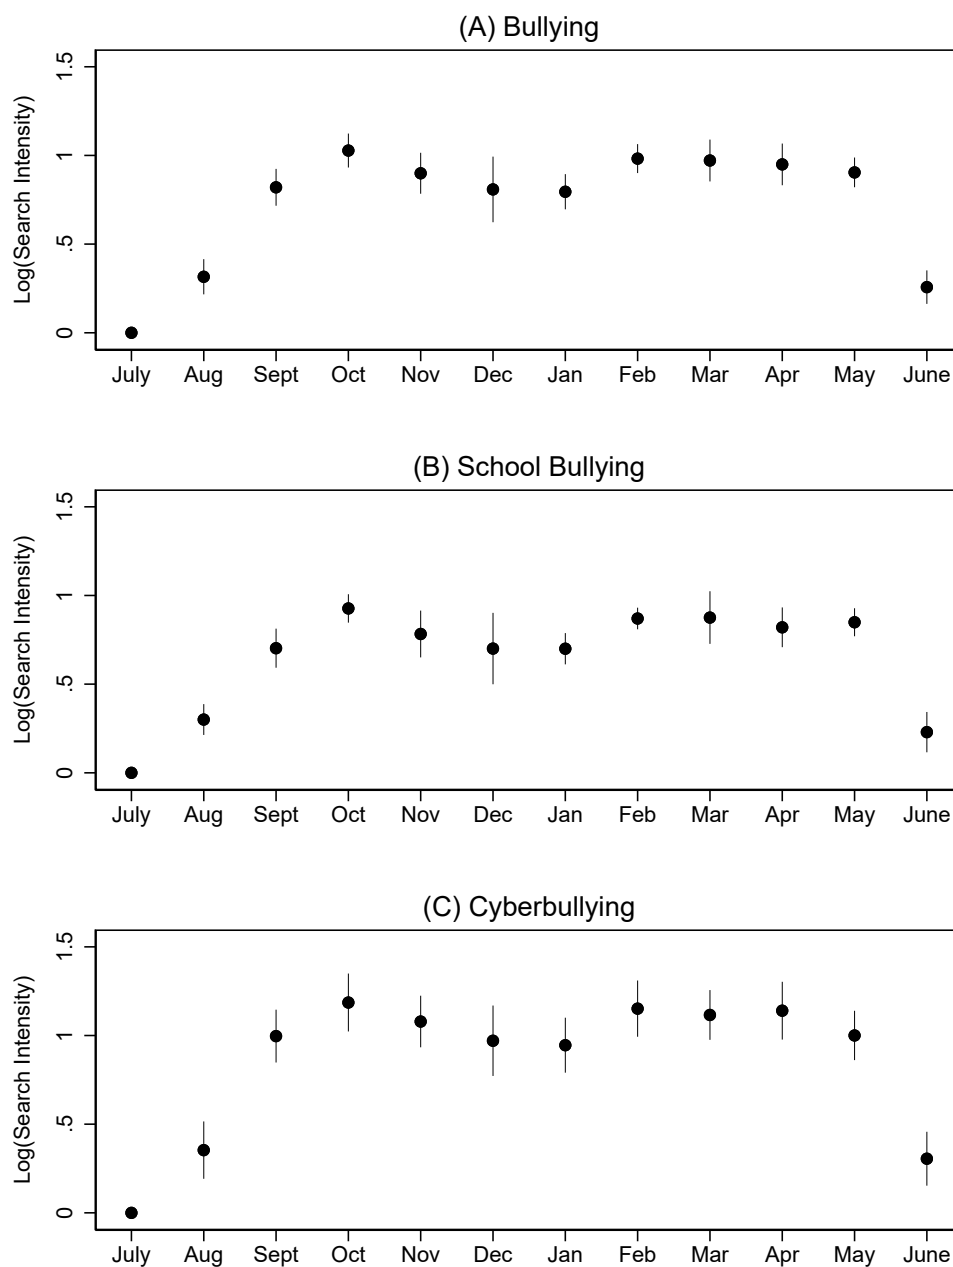 (A) Bullying
Log(Search Intensity)
1.5
1
.5
0
July Aug Sept Oct Nov Dec Jan Feb Mar Apr May June
(B) School Bullying
Log(Search Intensity)
1.5
1
.5
0
July Aug Sept Oct Nov Dec Jan Feb Mar Apr May June
(C) Cyberbullying
Log(Search Intensity)
1.5
1
.5
0
July Aug Sept Oct Nov Dec Jan Feb Mar Apr May June